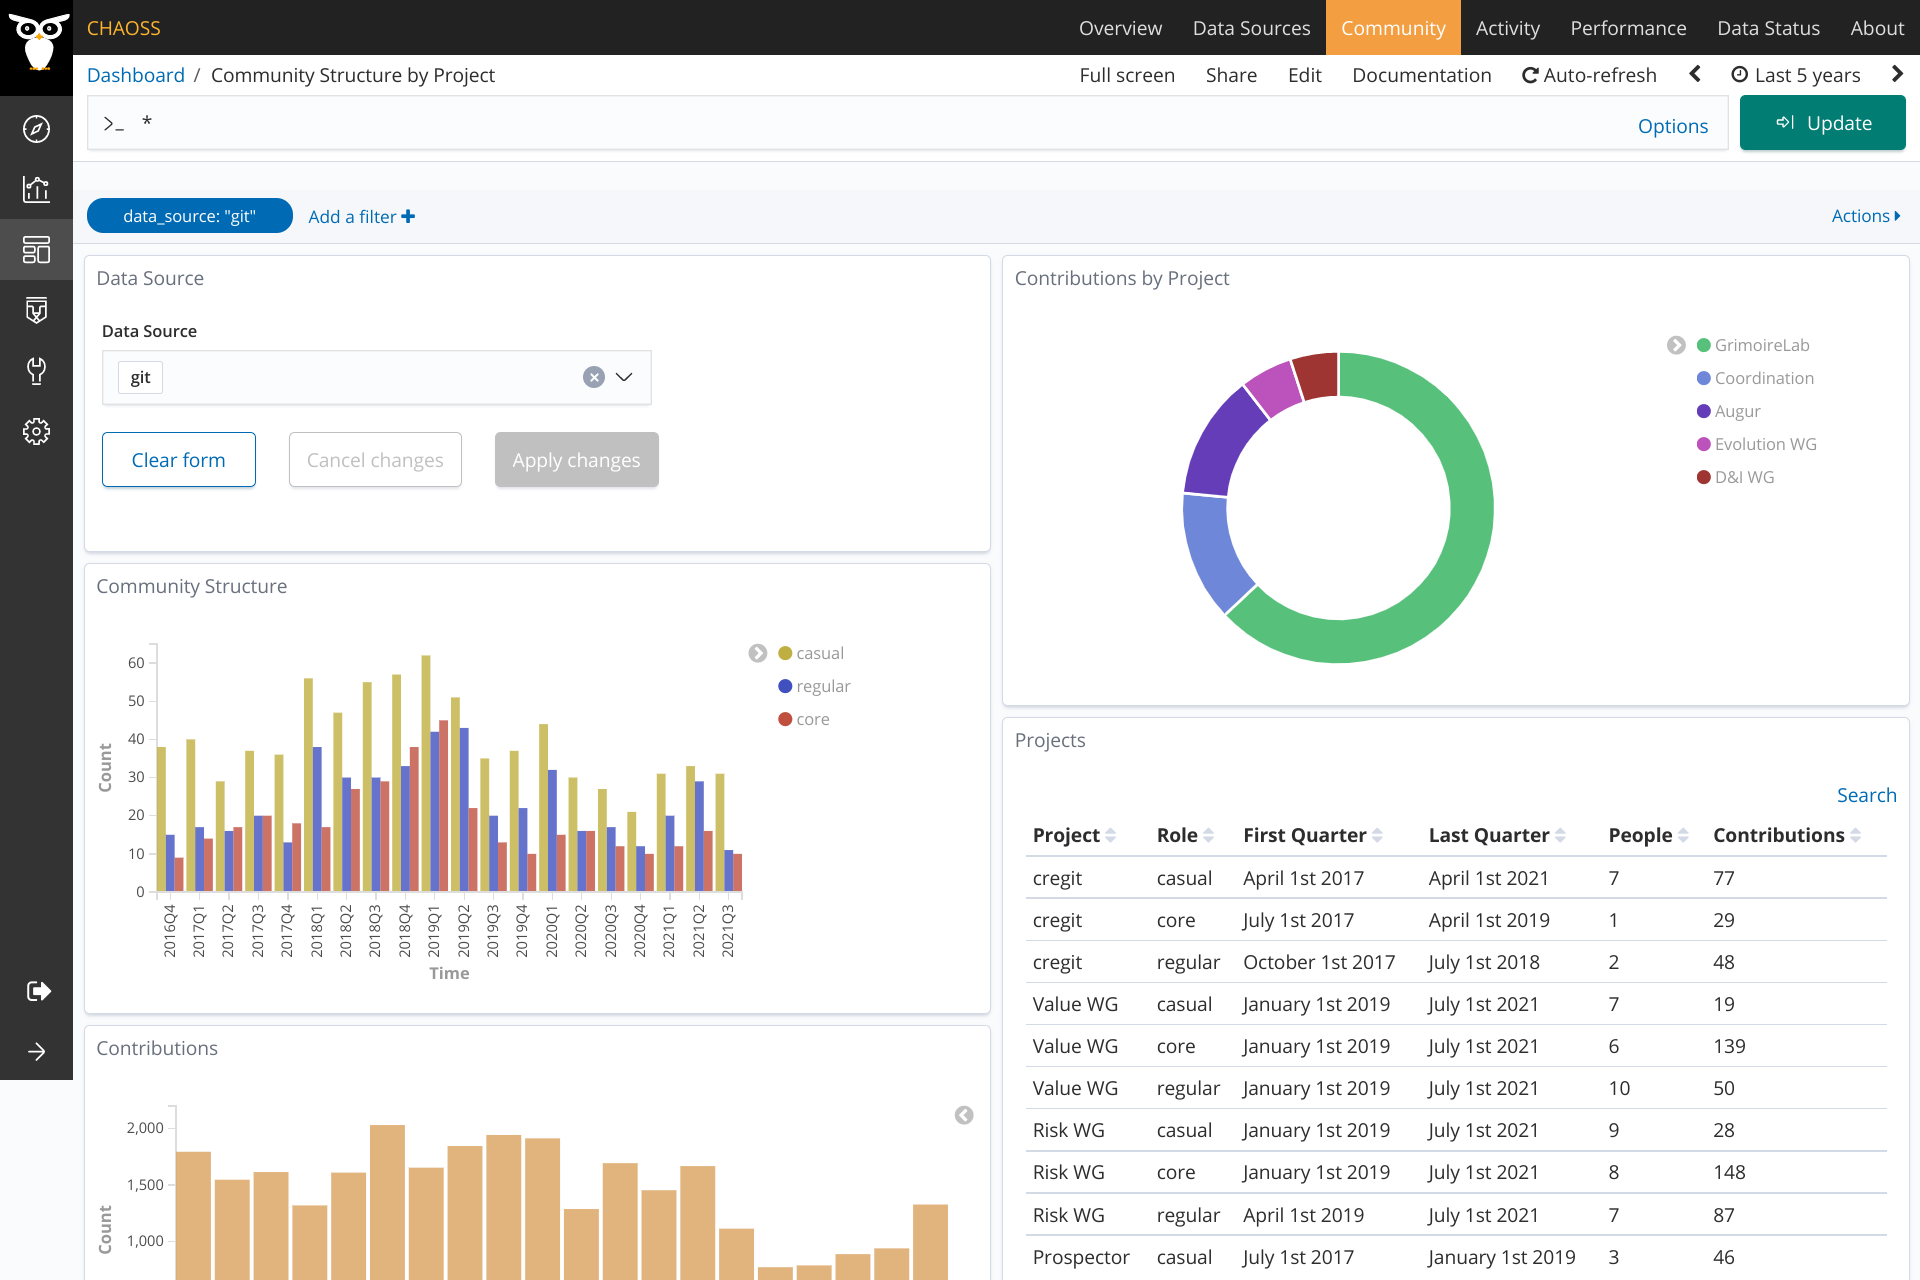 CHAOSS
Overview Data Sources Community Activity Performance Data Status About
Dashboard / Community Structure by Project
Full screen Share Edit Documentation Auto-refresh Last 5 years
>_ *
Options
Update
data_source: "git"
Add a filter
Actions
Data Source
Data Source
git
Clear form
Cancel changes
Apply changes
Contributions by Project
GrimoireLab
Coordination
Augur
Evolution WG
D&I WG
Community Structure
60
50
40
30
20
10
0
Count
2016Q4 2017Q1 2017Q2 2017Q3 2017Q4 2018Q1 2018Q2 2018Q3 2018Q4 2019Q1 2019Q2 2019Q3 2019Q4 2020Q1 2020Q2 2020Q3 2020Q4 2021Q1 2021Q2 2021Q3
Time
casual
regular
core
Contributions
2,000
1,500
1,000
Count
Projects
Search
Project Role First Quarter Last Quarter People Contributions
cregit casual April 1st 2017 April 1st 2021 7 77
cregit core July 1st 2017 April 1st 2019 1 29
cregit regular October 1st 2017 July 1st 2018 2 48
Value WG casual January 1st 2019 July 1st 2021 7 19
Value WG core January 1st 2019 July 1st 2021 6 139
Value WG regular January 1st 2019 July 1st 2021 10 50
Risk WG casual January 1st 2019 July 1st 2021 9 28
Risk WG core January 1st 2019 July 1st 2021 8 148
Risk WG regular April 1st 2019 July 1st 2021 7 87
Prospector casual July 1st 2017 January 1st 2019 3 46